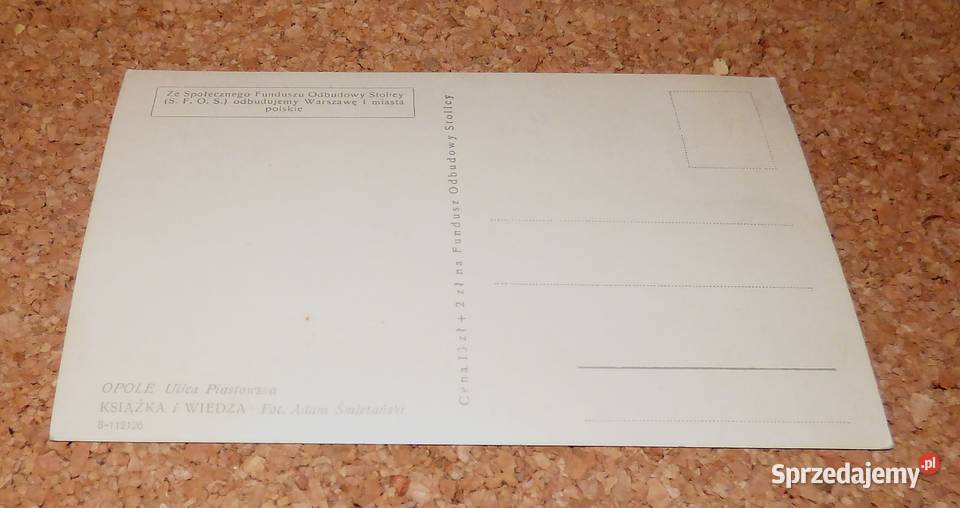 Ze Społecznego Funduszu Odbudowy Stolicy
(S. F. O. S.) odbudujemy Warszawę i miasta
polskie
Cena 13 zł + 2 zł na Fundusz Odbudowy Stolicy
OPOLE Ulica Piastowska
KSIĄŻKA i WIEDZA Fot. Adam Śmietański
B-112126
Sprzedajemy.pl